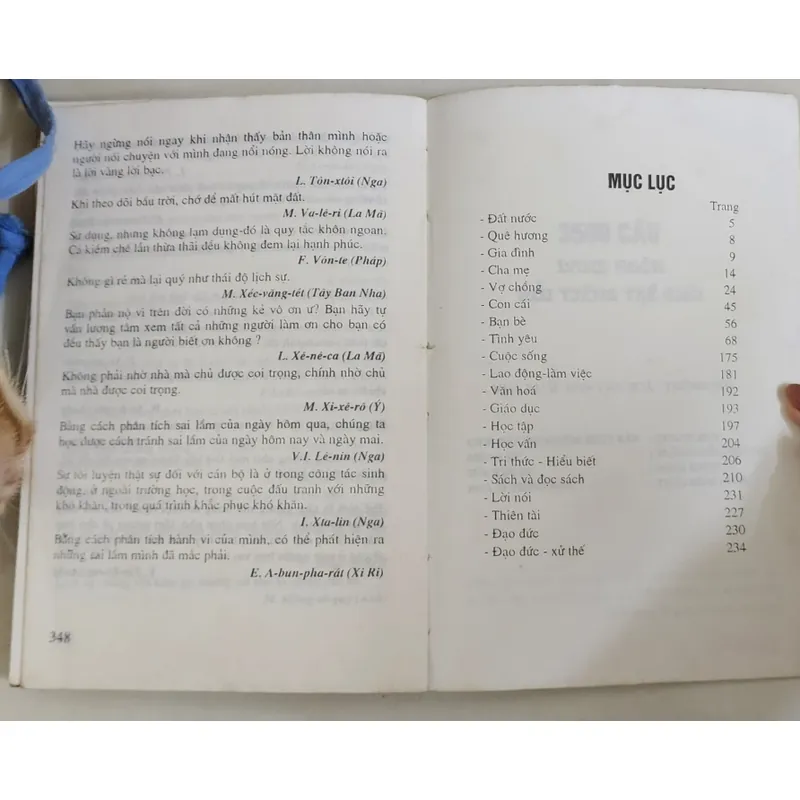 Hãy ngừng nói ngay khi nhận thấy bản thân mình hoặc
người nói chuyện với mình đang nổi nóng. Lời không nói ra
là lời vàng lời bạc.
L. Tôn-xtôi (Nga)
Khi theo dõi bầu trời, chớ để mất hút mặt đất.
M. Va-lê-ri (La Mã)
Sử dụng, nhưng không lạm dụng-đó là quy tắc khôn ngoan.
Cả kiềm chế lẫn thừa thãi đều không đem lại hạnh phúc.
F. Vôn-te (Pháp)
Không gì rẻ mà lại quý như thái độ lịch sự.
M. Xéc-văng-tét (Tây Ban Nha)
Bạn phẫn nộ vì trên đời có những kẻ vô ơn ư? Bạn hãy tự
vấn lương tâm xem tất cả những người làm ơn cho bạn có
đều thấy bạn là người biết ơn không ?
L. Xê-nê-ca (La Mã)
Không phải nhờ nhà mà chủ được coi trọng, chính nhờ chủ
mà nhà được coi trọng.
M. Xi-xê-rô (Ý)
Bằng cách phân tích sai lầm của ngày hôm qua, chúng ta
học được cách tránh sai lầm của ngày hôm nay và ngày mai.
V.I. Lê-nin (Nga)
Sự tôi luyện thật sự đối với cán bộ là ở trong công tác sinh
động, ở ngoài trường học, trong cuộc đấu tranh với những
khó khăn, trong quá trình khắc phục khó khăn.
I. Xta-lin (Nga)
Bằng cách phân tích hành vi của mình, có thể phát hiện ra
những sai lầm mình đã mắc phải.
E. A-bun-pha-rát (Xi Ri)
348
MỤC LỤC
Trang
- Đất nước 5
- Quê hương 8
- Gia đình 9
- Cha mẹ 14
- Vợ chồng 24
- Con cái 45
- Bạn bè 56
- Tình yêu 68
- Cuộc sống 175
- Lao động-làm việc 181
- Văn hoá 192
- Giáo dục 193
- Học tập 197
- Học vấn 204
- Tri thức - Hiểu biết 206
- Sách và đọc sách 210
- Lời nói 231
- Thiên tài 227
- Đạo đức 230
- Đạo đức - xử thế 234